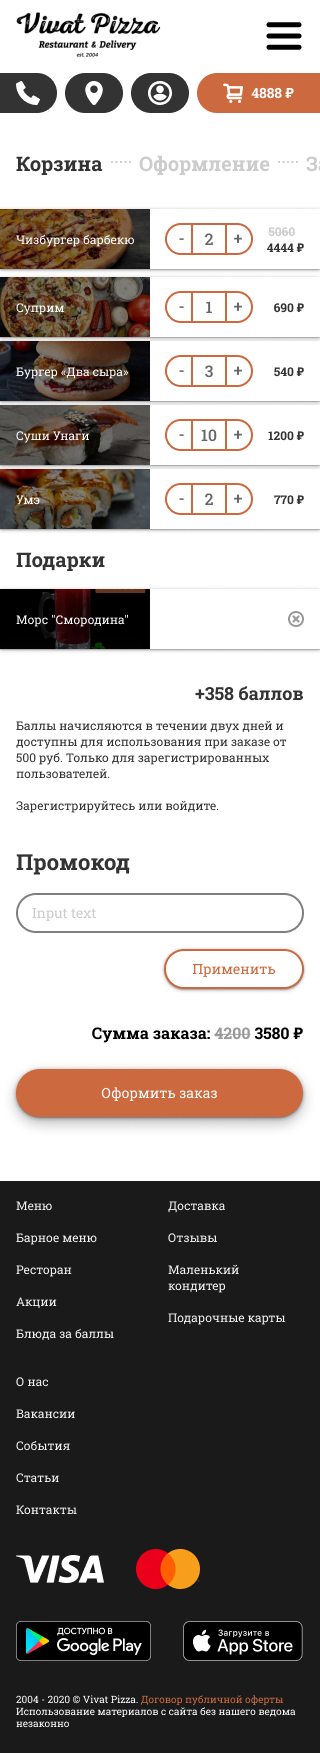 Vivat Pizza
Restaurant & Delivery
est. 2004
4888 ₽
Корзина ..... Оформление ..... За
Чизбургер барбекю - 2 + 5060
4444 ₽
Суприм - 1 + 690 ₽
Бургер «Два сыра» - 3 + 540 ₽
Суши Унаги - 10 + 1200 ₽
Умэ - 2 + 770 ₽
Подарки
Морс "Смородина"
+358 баллов
Баллы начисляются в течении двух дней и
доступны для использования при заказе от
500 руб. Только для зарегистрированных
пользователей.
Зарегистрируйтесь или войдите.
Промокод
Input text
Применить
Сумма заказа: 4200 3580 ₽
Оформить заказ
Меню
Барное меню
Ресторан
Акции
Блюда за баллы
Доставка
Отзывы
Маленький
кондитер
Подарочные карты
О нас
Вакансии
События
Статьи
Контакты
VISA
ДОСТУПНО В
Google Play
Загрузите в
App Store
2004 - 2020 © Vivat Pizza. Договор публичной оферты
Использование материалов с сайта без нашего ведома
незаконно